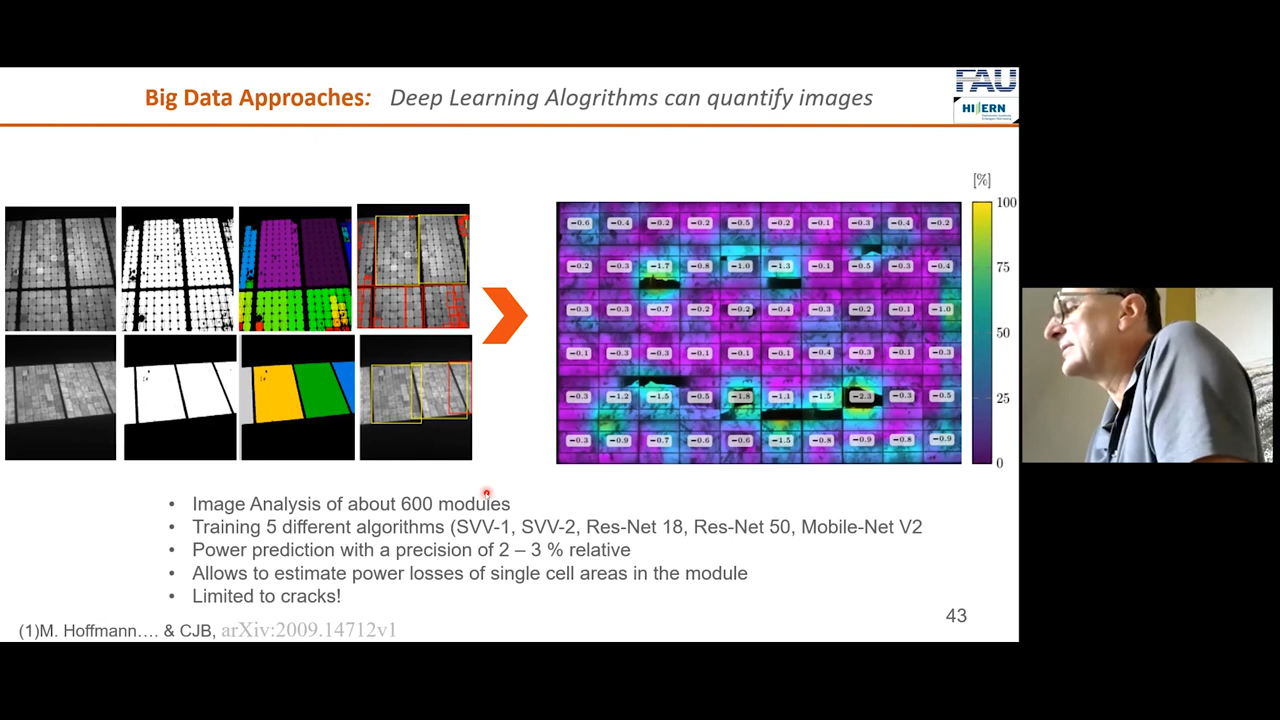 Big Data Approaches: Deep Learning Alogrithms can quantify images
FAU
HI ERN
[%]
100
75
50
25
0
−0.6 −0.4 −0.2 −0.2 −0.5 −0.2 −0.1 −0.3 −0.4 −0.2
−0.2 −0.3 −1.7 −0.8 −1.0 −1.3 −0.1 −0.5 −0.3 −0.4
−0.3 −0.3 −0.7 −0.2 −0.2 −0.4 −0.3 −0.2 −0.1 −1.0
−0.1 −0.3 −0.3 −0.1 −0.1 −0.1 −0.4 −0.3 −0.1 −0.3
−0.3 −1.2 −1.5 −0.5 −1.8 −1.1 −1.5 −2.3 −0.3 −0.5
−0.3 −0.9 −0.7 −0.6 −0.6 −1.5 −0.8 −0.9 −0.8 −0.9
• Image Analysis of about 600 modules
• Training 5 different algorithms (SVV-1, SVV-2, Res-Net 18, Res-Net 50, Mobile-Net V2
• Power prediction with a precision of 2 – 3 % relative
• Allows to estimate power losses of single cell areas in the module
• Limited to cracks!
43
(1)M. Hoffmann…. & CJB, arXiv:2009.14712v1